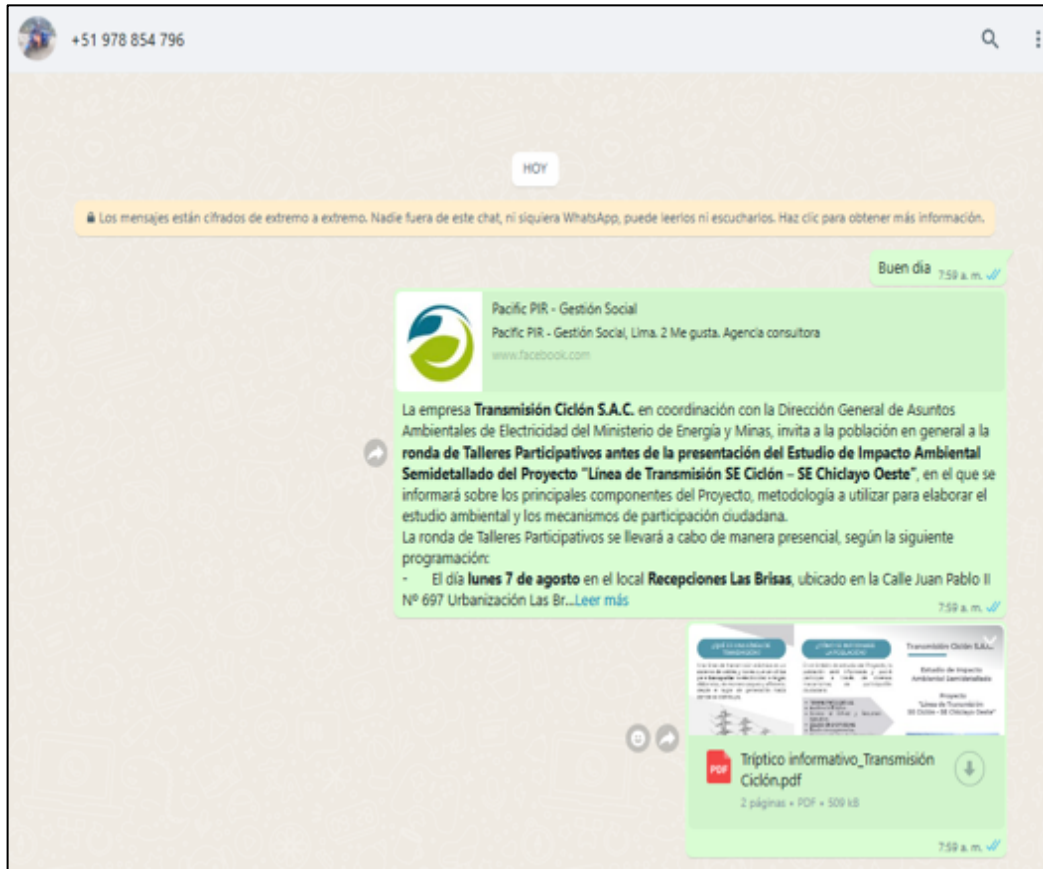 +51 978 854 796
HOY
Los mensajes están cifrados de extremo a extremo. Nadie fuera de este chat, ni siquiera WhatsApp, puede leerlos ni escucharlos. Haz clic para obtener más información.
Buen día 7:59 a. m.
Pacific PIR - Gestión Social
Pacific PIR - Gestión Social, Lima. 2 Me gusta. Agencia consultora
www.facebook.com
La empresa Transmisión Ciclón S.A.C. en coordinación con la Dirección General de Asuntos
Ambientales de Electricidad del Ministerio de Energía y Minas, invita a la población en general a la
ronda de Talleres Participativos antes de la presentación del Estudio de Impacto Ambiental
Semidetallado del Proyecto "Línea de Transmisión SE Ciclón – SE Chiclayo Oeste", en el que se
informará sobre los principales componentes del Proyecto, metodología a utilizar para elaborar el
estudio ambiental y los mecanismos de participación ciudadana.
La ronda de Talleres Participativos se llevará a cabo de manera presencial, según la siguiente
programación:
- El día lunes 7 de agosto en el local Recepciones Las Brisas, ubicado en la Calle Juan Pablo II
Nº 697 Urbanización Las Br...Leer más
7:59 a. m.
Transmisión Ciclón S.A.C.
Estudio de Impacto
Ambiental Semidetallado
Proyecto
"Línea de Transmisión
SE Ciclón - SE Chiclayo Oeste"
PDF
Tríptico informativo_Transmisión
Ciclón.pdf
2 páginas • PDF • 509 kB
7:59 a. m.